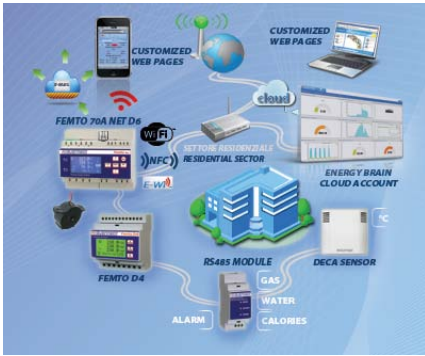 CUSTOMIZED
WEB PAGES
CUSTOMIZED
WEB PAGES
cloud
FEMTO 70A NET D6
WiFi
NFC
E-Wi
SETTORE RESIDENZIALE
RESIDENTIAL SECTOR
ENERGY BRAIN
CLOUD ACCOUNT
°C
FEMTO D4
RS485 MODULE
DECA SENSOR
GAS
WATER
ALARM
CALORIES